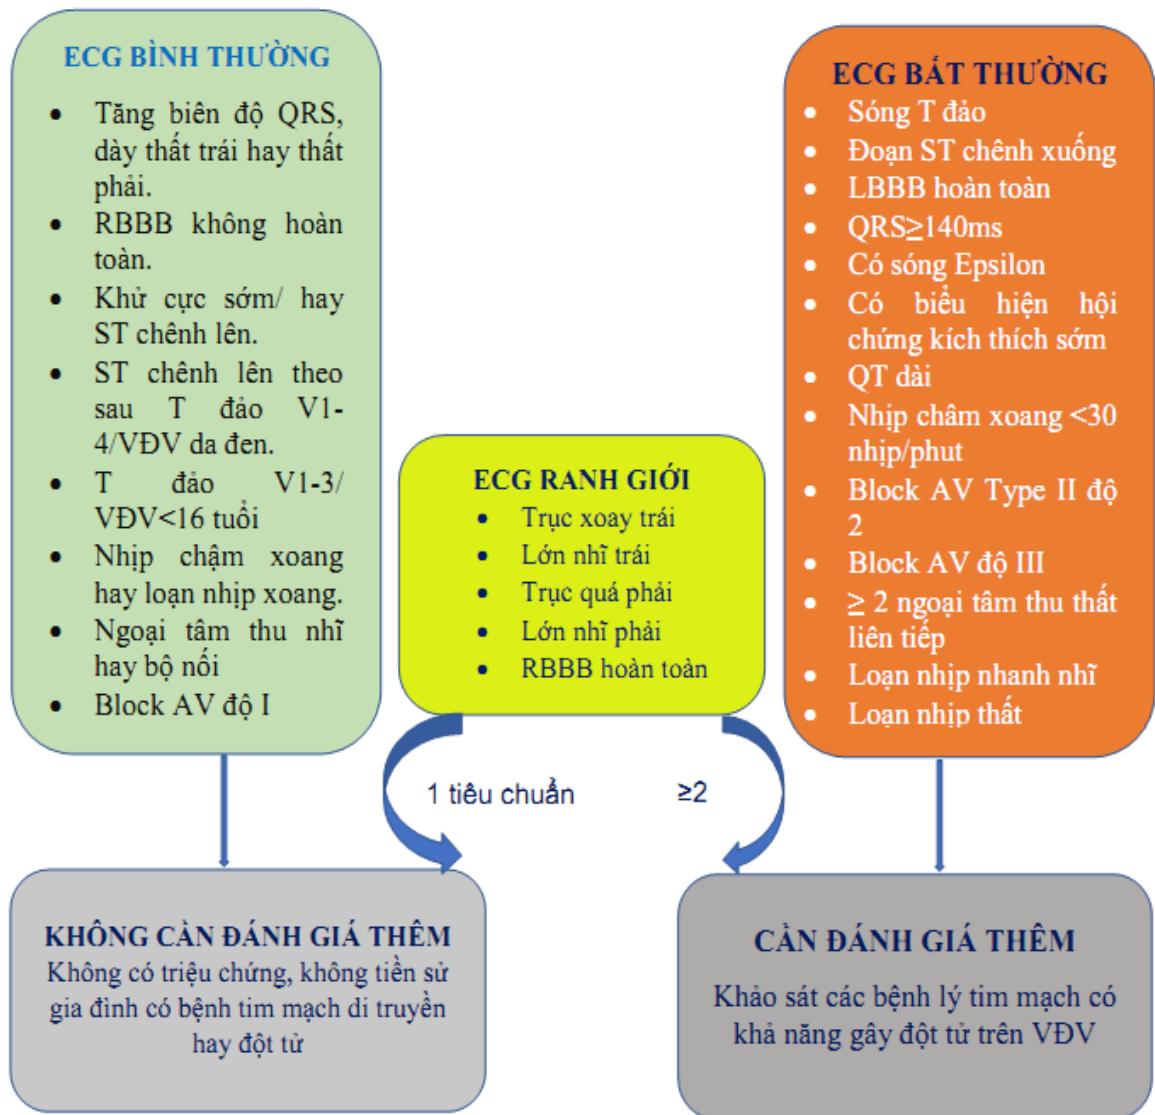 ECG BÌNH THƯỜNG
• Tăng biên độ QRS,
dày thất trái hay thất
phải.
• RBBB không hoàn
toàn.
• Khử cực sớm/ hay
ST chênh lên.
• ST chênh lên theo
sau T đảo V1-
4/VĐV da đen.
• T đảo V1-3/
VĐV<16 tuổi
• Nhịp chậm xoang
hay loạn nhịp xoang.
• Ngoại tâm thu nhĩ
hay bộ nối
• Block AV độ I
ECG RANH GIỚI
• Trục xoay trái
• Lớn nhĩ trái
• Trục quá phải
• Lớn nhĩ phải
• RBBB hoàn toàn
ECG BẤT THƯỜNG
• Sóng T đảo
• Đoạn ST chênh xuống
• LBBB hoàn toàn
• QRS≥140ms
• Có sóng Epsilon
• Có biểu hiện hội
chứng kích thích sớm
• QT dài
• Nhịp châm xoang <30
nhịp/phut
• Block AV Type II độ
2
• Block AV độ III
• ≥ 2 ngoại tâm thu thất
liên tiếp
• Loạn nhịp nhanh nhĩ
• Loạn nhịp thất
1 tiêu chuẩn
≥2
KHÔNG CẦN ĐÁNH GIÁ THÊM
Không có triệu chứng, không tiền sử
gia đình có bệnh tim mạch di truyền
hay đột tử
CẦN ĐÁNH GIÁ THÊM
Khảo sát các bệnh lý tim mạch có
khả năng gây đột tử trên VĐV